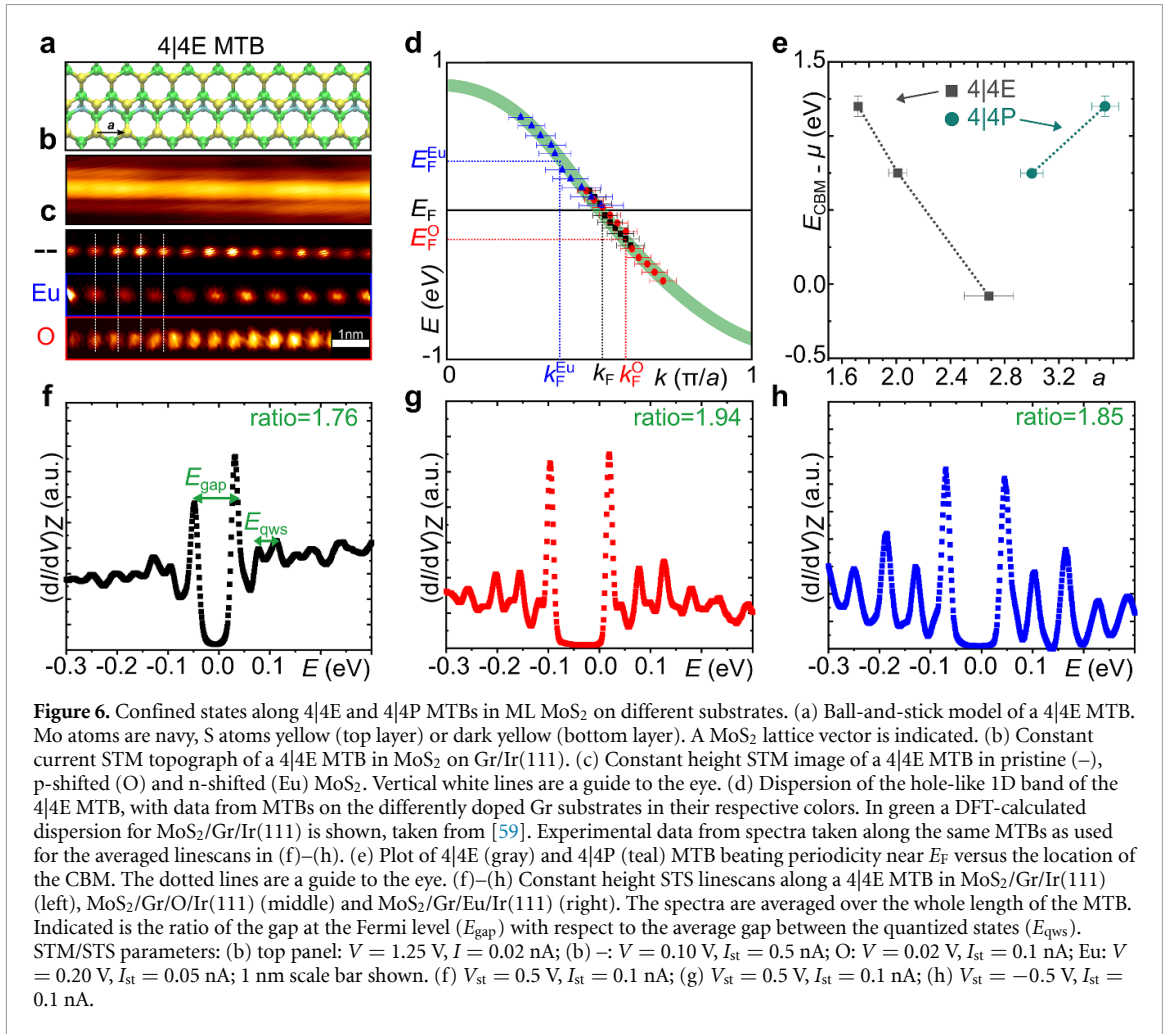 a
4|4E MTB
a
b
c
--
Eu
O
1nm
d
1
E_F^Eu
E_F
E_F^O
E (eV)
-1
0
k_F^Eu
k_F
k_F^O
k (π/a)
1
e
1.5
4|4E
4|4P
E_CBM - μ (eV)
0.0
-0.5
1.6
2.0
2.4
2.8
3.2
a
f
ratio=1.76
E_gap
E_qws
(dI/dV)z (a.u.)
-0.3
-0.2
-0.1
0.0
0.1
E (eV)
g
ratio=1.94
(dI/dV)z (a.u.)
-0.3
-0.2
-0.1
0.0
0.1
E (eV)
h
ratio=1.85
(dI/dV)z (a.u.)
-0.3
-0.2
-0.1
0.0
0.1
E (eV)
Figure 6. Confined states along 4|4E and 4|4P MTBs in ML MoS₂ on different substrates. (a) Ball-and-stick model of a 4|4E MTB.
Mo atoms are navy, S atoms yellow (top layer) or dark yellow (bottom layer). A MoS₂ lattice vector is indicated. (b) Constant
current STM topograph of a 4|4E MTB in MoS₂ on Gr/Ir(111). (c) Constant height STM image of a 4|4E MTB in pristine (–),
p-shifted (O) and n-shifted (Eu) MoS₂. Vertical white lines are a guide to the eye. (d) Dispersion of the hole-like 1D band of the
4|4E MTB, with data from MTBs on the differently doped Gr substrates in their respective colors. In green a DFT-calculated
dispersion for MoS₂/Gr/Ir(111) is shown, taken from [59]. Experimental data from spectra taken along the same MTBs as used
for the averaged linescans in (f)–(h). (e) Plot of 4|4E (gray) and 4|4P (teal) MTB beating periodicity near E_F versus the location of
the CBM. The dotted lines are a guide to the eye. (f)–(h) Constant height STS linescans along a 4|4E MTB in MoS₂/Gr/Ir(111)
(left), MoS₂/Gr/O/Ir(111) (middle) and MoS₂/Gr/Eu/Ir(111) (right). The spectra are averaged over the whole length of the MTB.
Indicated is the ratio of the gap at the Fermi level (E_gap) with respect to the average gap between the quantized states (E_qws).
STM/STS parameters: (b) top panel: V = 1.25 V, I = 0.02 nA; (b) –: V = 0.10 V, I_st = 0.5 nA; O: V = 0.02 V, I_st = 0.1 nA; Eu: V
= 0.20 V, I_st = 0.05 nA; 1 nm scale bar shown. (f) V_st = 0.5 V, I_st = 0.1 nA; (g) V_st = 0.5 V, I_st = 0.1 nA; (h) V_st = −0.5 V, I_st =
0.1 nA.